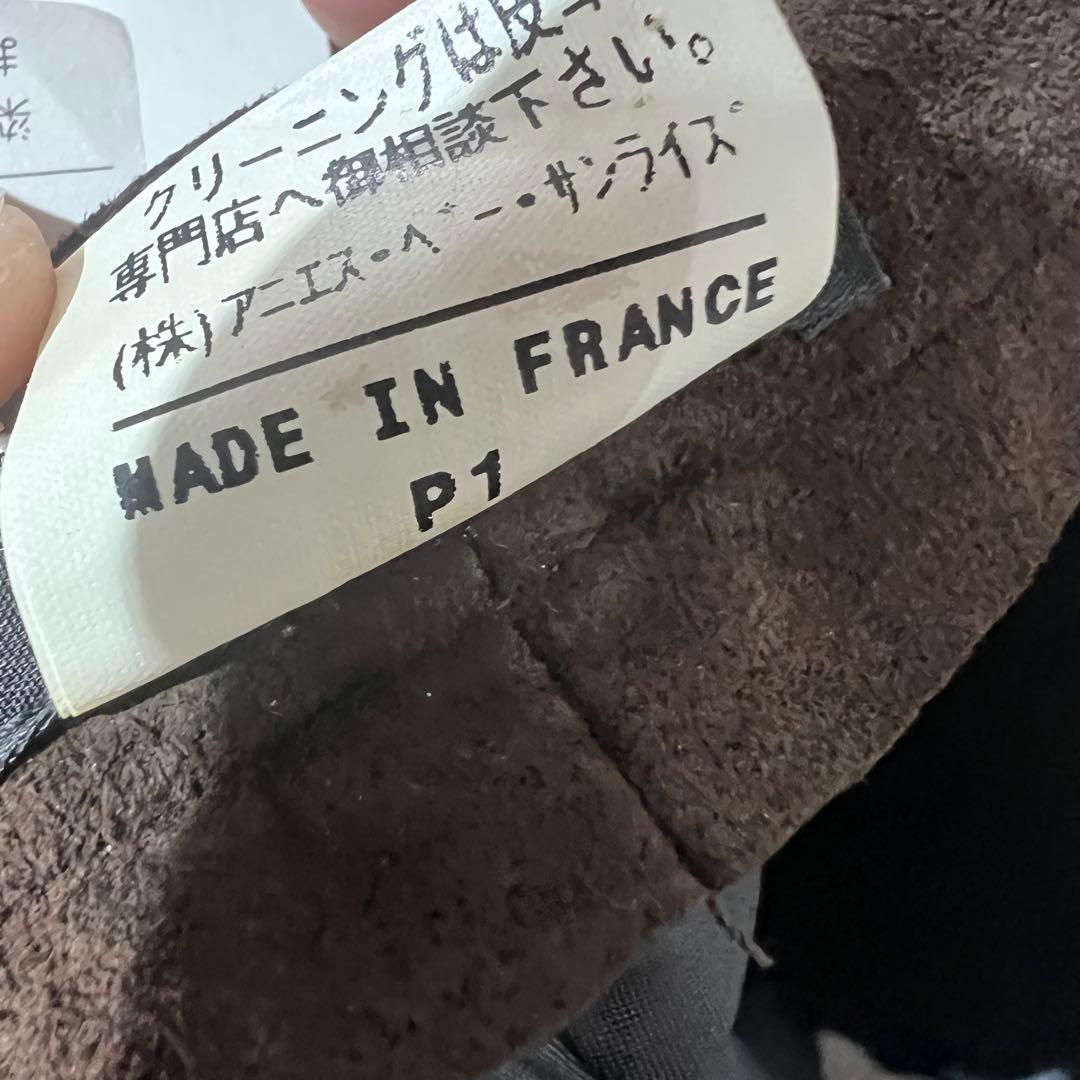 クリーニングは皮革
専門店へ御相談下さい。
(株)アニエス・ベー・サンライズ
MADE IN FRANCE
P1